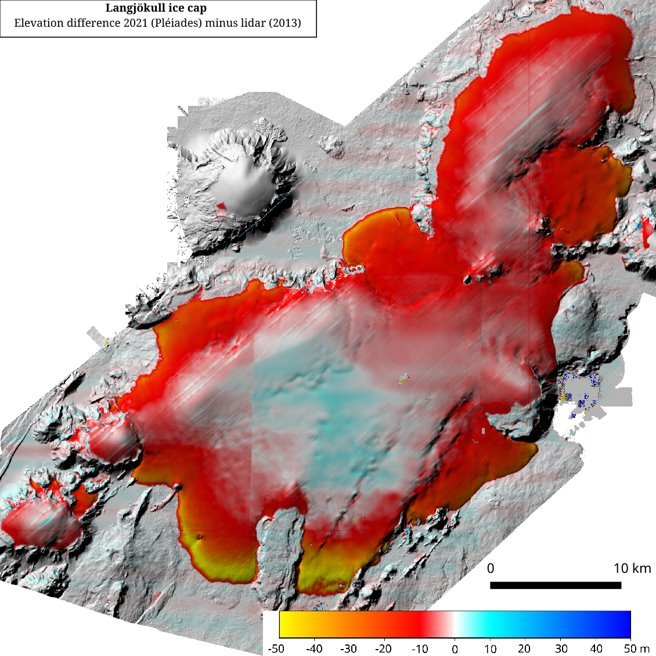 Langjökull ice cap
Elevation difference 2021 (Pléiades) minus lidar (2013)
0 10 km
-50 -40 -30 -20 -10 0 10 20 30 40 50 m